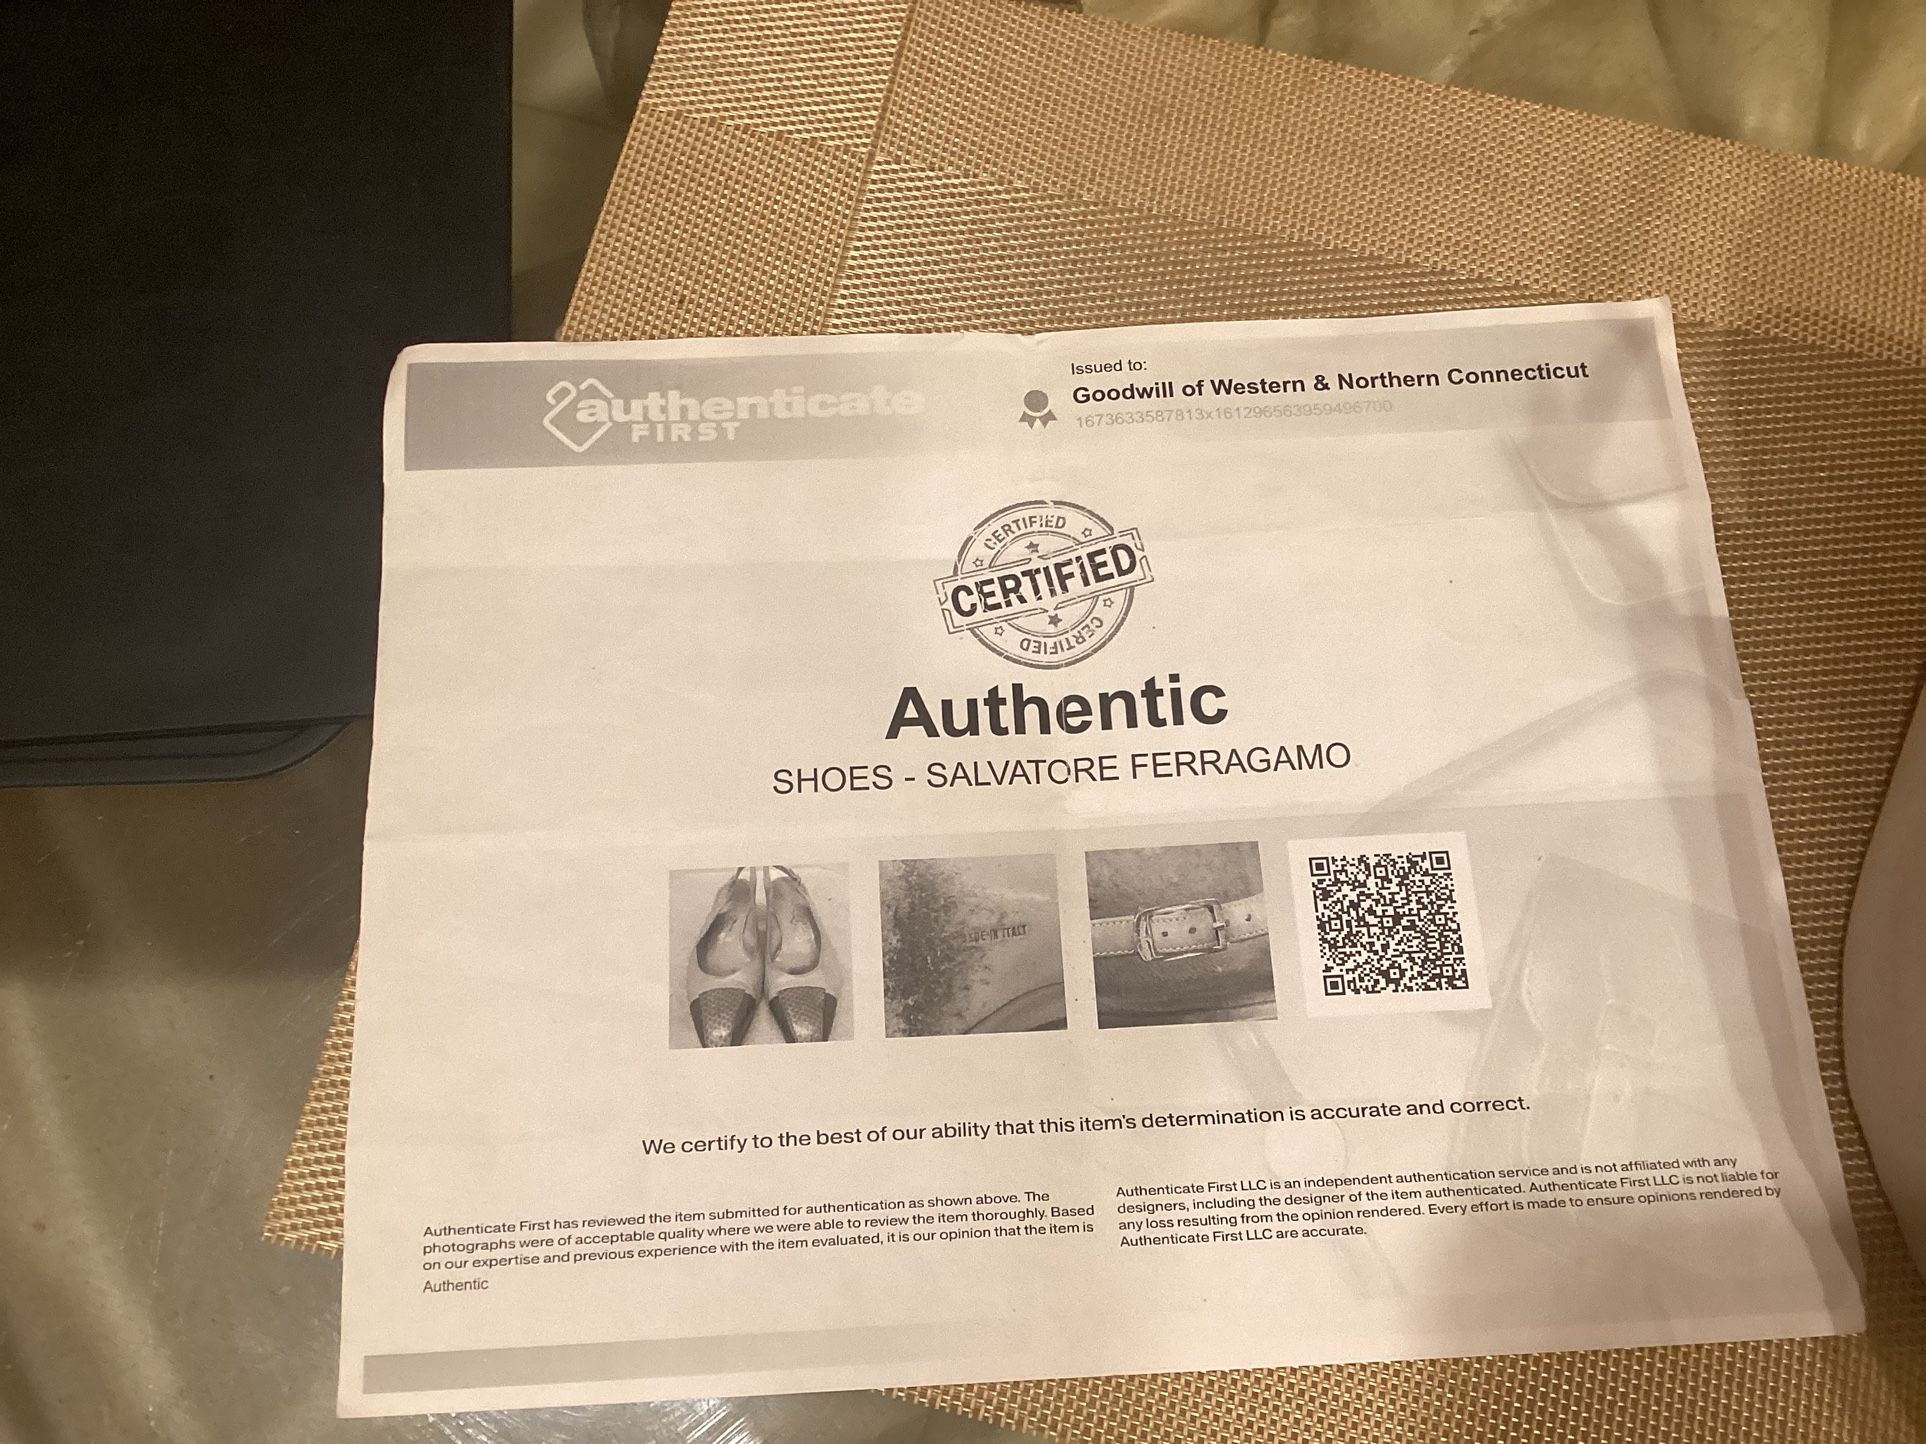 authenticate
FIRST
Issued to:
Goodwill of Western & Northern Connecticut
1673633587813x161296563959496700
CERTIFIED
CERTIFIED
CERTIFIED
Authentic
SHOES - SALVATORE FERRAGAMO
DE IN ITALY
We certify to the best of our ability that this item's determination is accurate and correct.
Authenticate First has reviewed the item submitted for authentication as shown above. The
photographs were of acceptable quality where we were able to review the item thoroughly. Based
on our expertise and previous experience with the item evaluated, it is our opinion that the item is
Authentic
Authenticate First LLC is an independent authentication service and is not affiliated with any
designers, including the designer of the item authenticated. Authenticate First LLC is not liable for
any loss resulting from the opinion rendered. Every effort is made to ensure opinions rendered by
Authenticate First LLC are accurate.